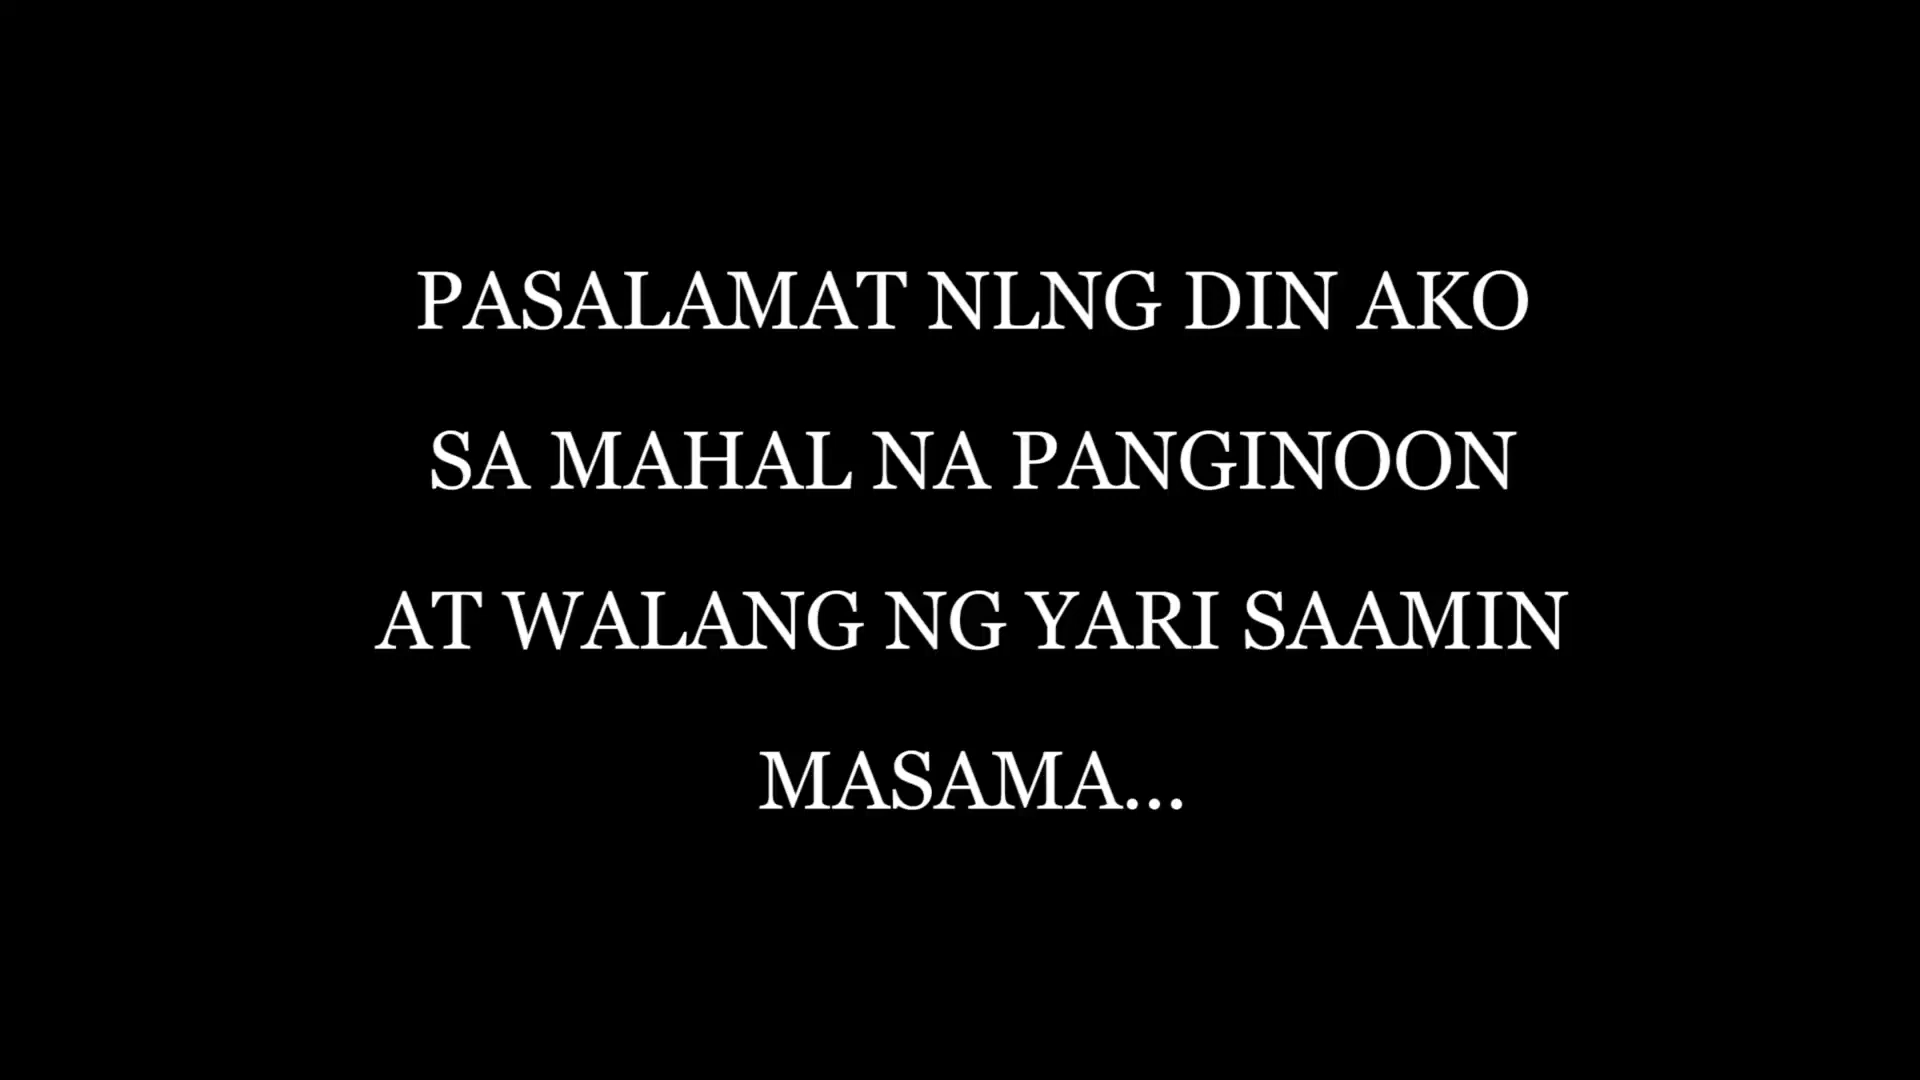 PASALAMAT NLNG DIN AKO
SA MAHAL NA PANGINOON
AT WALANG NG YARI SAAMIN
MASAMA...